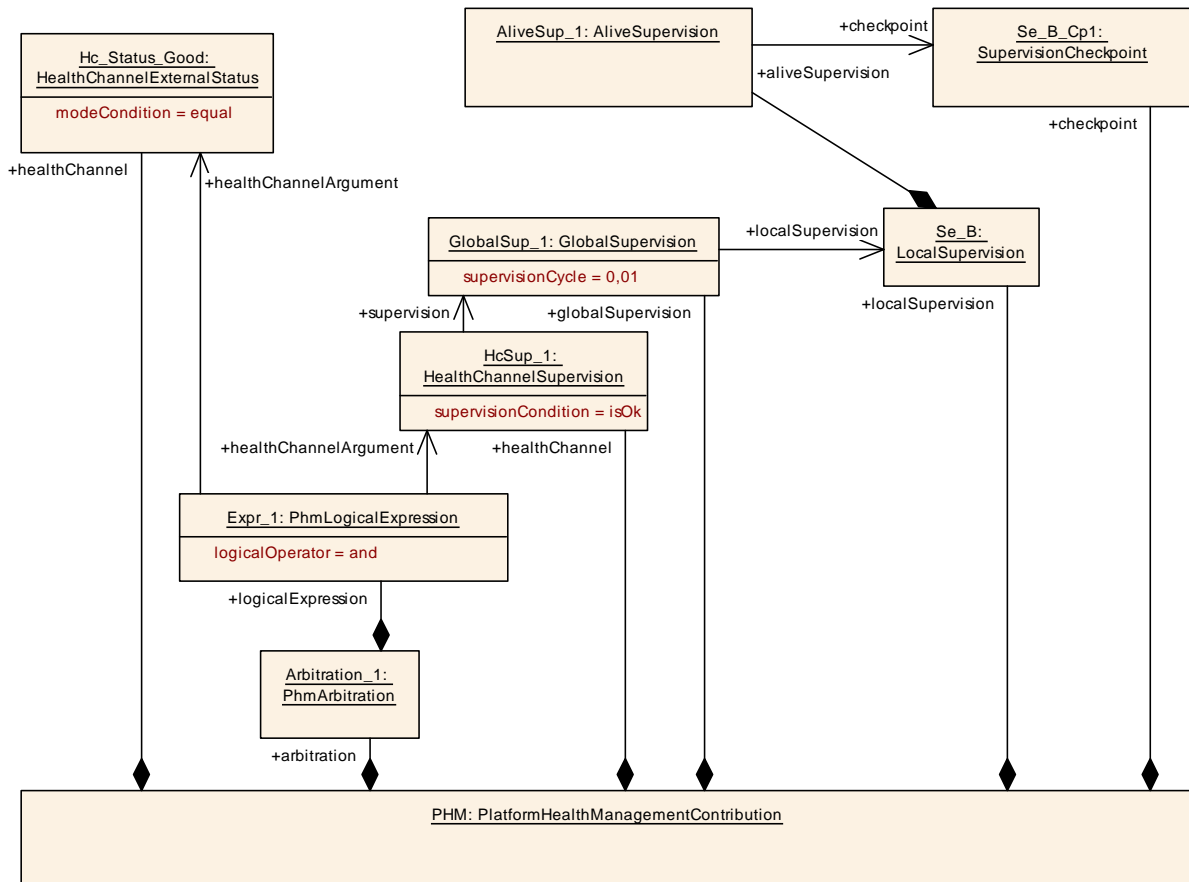 AliveSup_1: AliveSupervision
+checkpoint
Se_B_Cp1:
SupervisionCheckpoint
Hc_Status_Good:
HealthChannelExternalStatus
+aliveSupervision
modeCondition = equal
+checkpoint
+healthChannel
+healthChannelArgument
GlobalSup_1: GlobalSupervision
+localSupervision
Se_B:
LocalSupervision
supervisionCycle = 0,01
+supervision
+globalSupervision
+localSupervision
HcSup_1:
HealthChannelSupervision
supervisionCondition = isOk
+healthChannelArgument
+healthChannel
Expr_1: PhmLogicalExpression
logicalOperator = and
+logicalExpression
Arbitration_1:
PhmArbitration
+arbitration
PHM: PlatformHealthManagementContribution